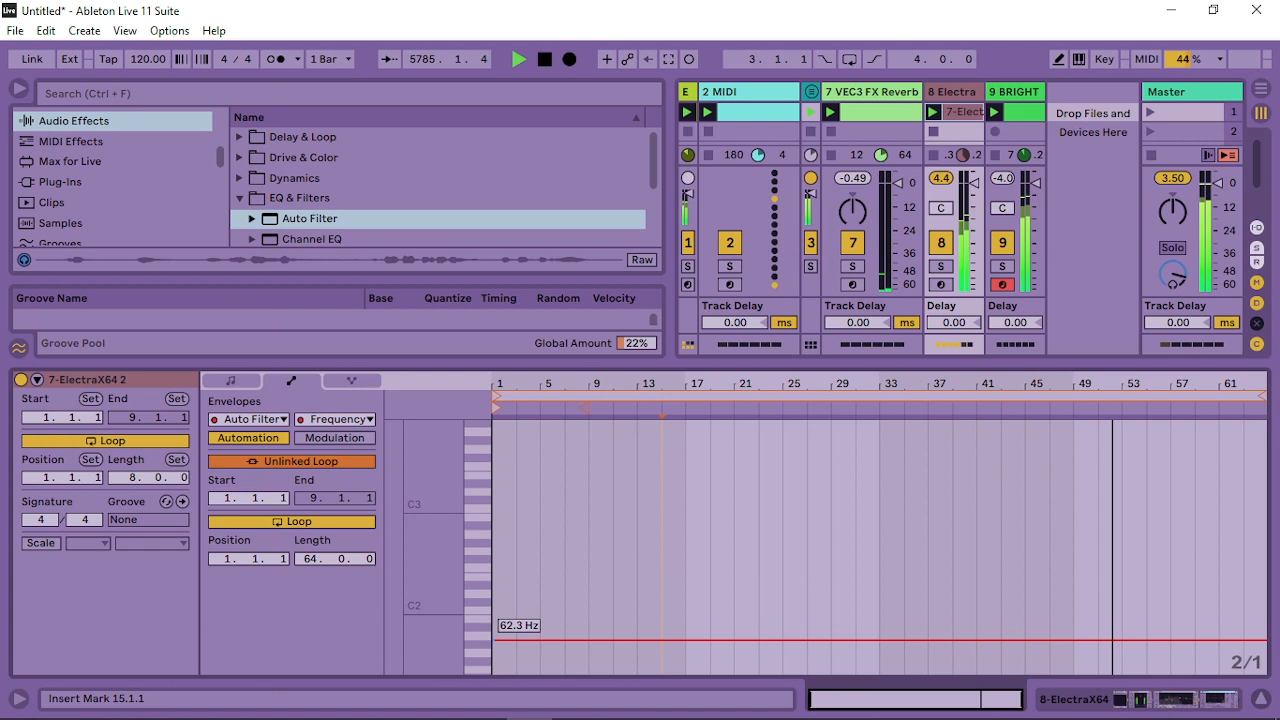 Untitled* - Ableton Live 11 Suite
File Edit Create View Options Help
Link Ext Tap 120.00 4 / 4 1 Bar 5785. 1. 4 3. 1. 1 4. 0. 0 Key MIDI 44 %
Search (Ctrl + F)
Audio Effects
MIDI Effects
Max for Live
Plug-Ins
Clips
Samples
Grooves
Name
Delay & Loop
Drive & Color
Dynamics
EQ & Filters
Auto Filter
Channel EQ
Raw
Groove Name Base Quantize Timing Random Velocity
Groove Pool Global Amount 22%
E 2 MIDI 7 VEC3 FX Reverb 8 Electra 9 BRIGHT Master
7-Elect Drop Files and 1
Devices Here 2
180 4 12 64 .3 .2 7 .2
-0.49 0 4.4 -4.0 0 3.50 0
12 C C 12 12
24 24 24
36 36 36
48 48 48
60 60 60
1 2 3 7 8 9 Solo
S S S S S S
Track Delay Track Delay Delay Delay Track Delay
0.00 ms 0.00 ms 0.00 0.00 0.00 ms
I-O
S
R
M
D
X
C
7-ElectraX64 2
Start Set End Set
1. 1. 1 9. 1. 1
Loop
Position Set Length Set
1. 1. 1 8. 0. 0
Signature Groove
4 / 4 None
Scale
Envelopes
Auto Filter Frequency
Automation Modulation
Unlinked Loop
Start End
1. 1. 1 9. 1. 1
Loop
Position Length
1. 1. 1 64. 0. 0
1 5 9 13 17 21 25 29 33 37 41 45 49 53 57 61
C3
C2
62.3 Hz
2/1
Insert Mark 15.1.1
8-ElectraX64